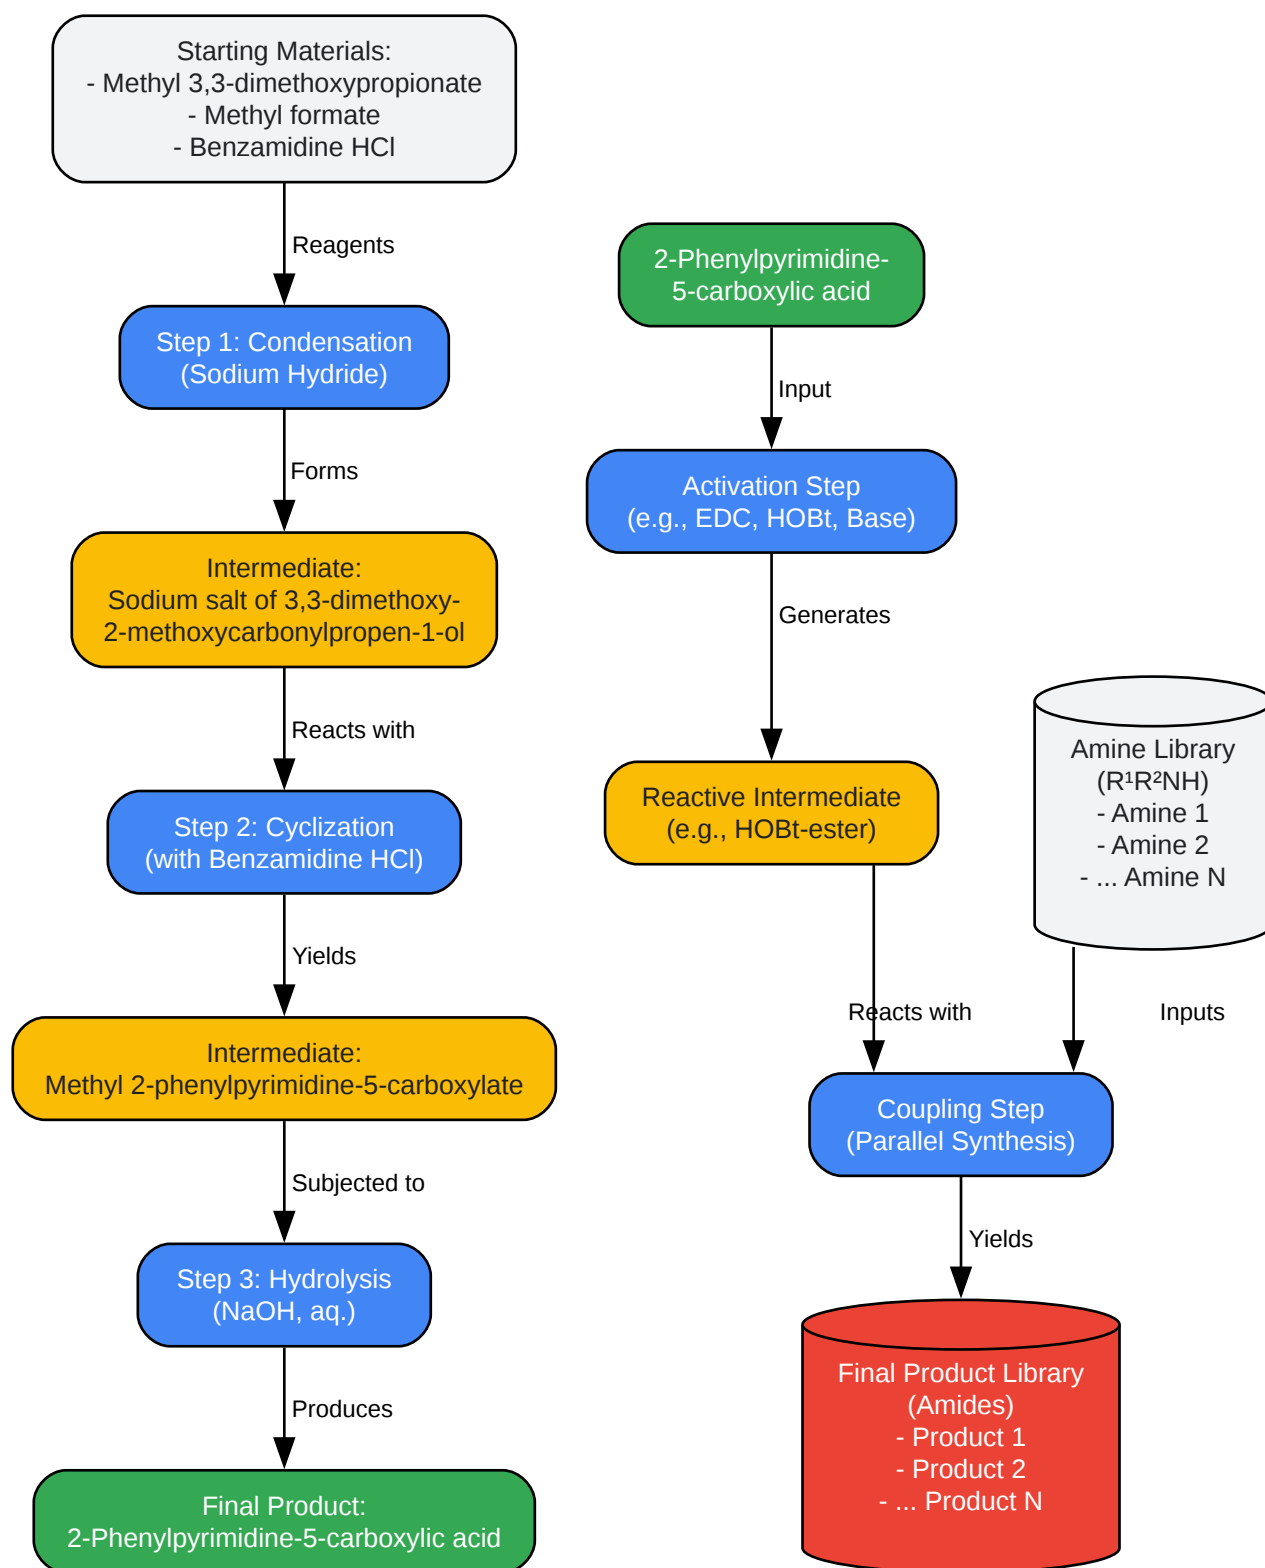 Starting Materials:
- Methyl 3,3-dimethoxypropionate
- Methyl formate
- Benzamidine HCl
Reagents
Step 1: Condensation
(Sodium Hydride)
Forms
Intermediate:
Sodium salt of 3,3-dimethoxy-
2-methoxycarbonylpropen-1-ol
Reacts with
Step 2: Cyclization
(with Benzamidine HCl)
Yields
Intermediate:
Methyl 2-phenylpyrimidine-5-carboxylate
Subjected to
Step 3: Hydrolysis
(NaOH, aq.)
Produces
Final Product:
2-Phenylpyrimidine-5-carboxylic acid
2-Phenylpyrimidine-
5-carboxylic acid
Input
Activation Step
(e.g., EDC, HOBt, Base)
Generates
Reactive Intermediate
(e.g., HOBt-ester)
Reacts with
Amine Library
(R¹R²NH)
- Amine 1
- Amine 2
- ... Amine N
Inputs
Coupling Step
(Parallel Synthesis)
Yields
Final Product Library
(Amides)
- Product 1
- Product 2
- ... Product N